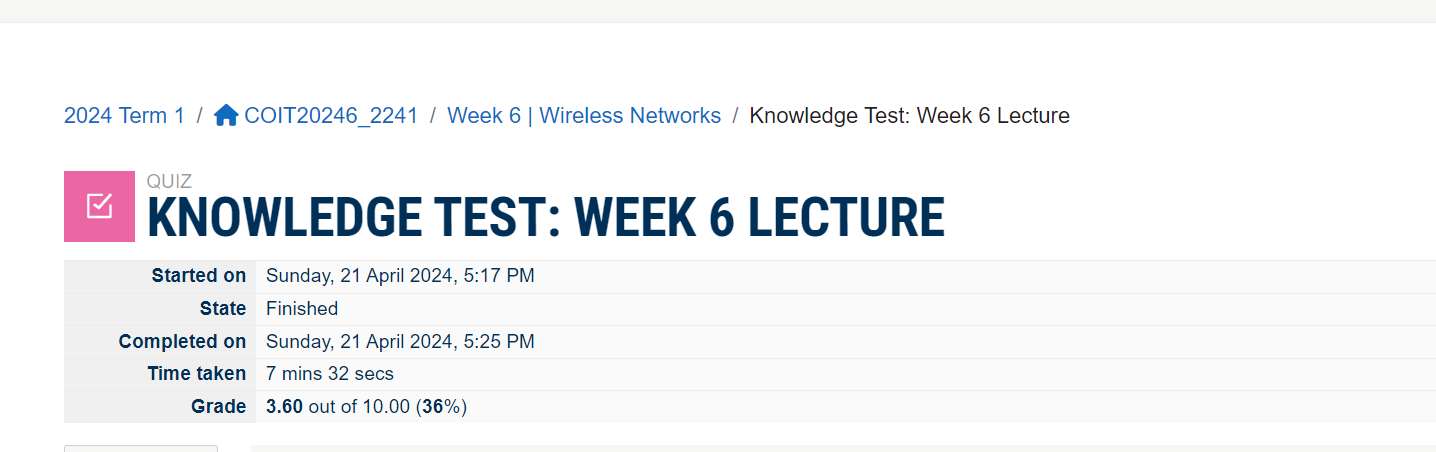 2024 Term 1 / COIT20246_2241 / Week 6 | Wireless Networks / Knowledge Test: Week 6 Lecture
QUIZ
KNOWLEDGE TEST: WEEK 6 LECTURE
Started on Sunday, 21 April 2024, 5:17 PM
State Finished
Completed on Sunday, 21 April 2024, 5:25 PM
Time taken 7 mins 32 secs
Grade 3.60 out of 10.00 (36%)